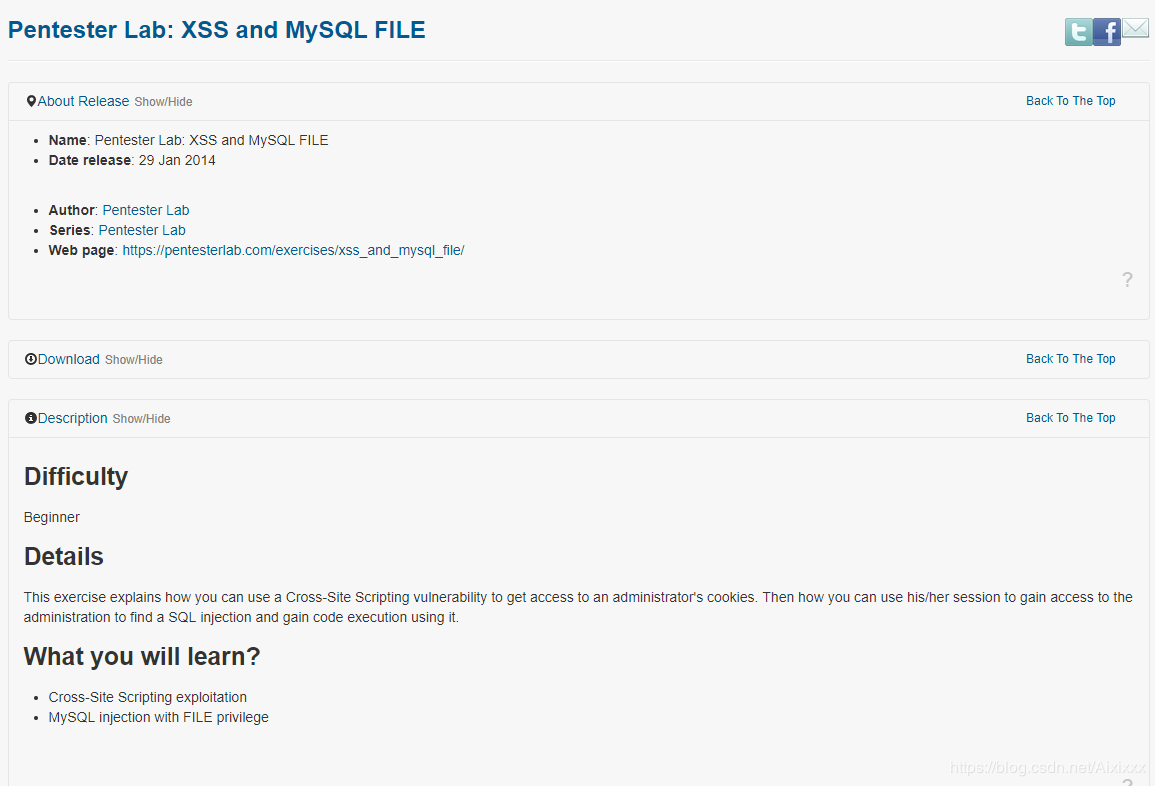 Pentester Lab: XSS and MySQL FILE
About Release Show/Hide Back To The Top
Name: Pentester Lab: XSS and MySQL FILE
Date release: 29 Jan 2014
Author: Pentester Lab
Series: Pentester Lab
Web page: https://pentesterlab.com/exercises/xss_and_mysql_file/
?
Download Show/Hide Back To The Top
Description Show/Hide Back To The Top
Difficulty
Beginner
Details
This exercise explains how you can use a Cross-Site Scripting vulnerability to get access to an administrator's cookies. Then how you can use his/her session to gain access to the
administration to find a SQL injection and gain code execution using it.
What you will learn?
Cross-Site Scripting exploitation
MySQL injection with FILE privilege
https://blog.csdn.net/Aixixxx
?